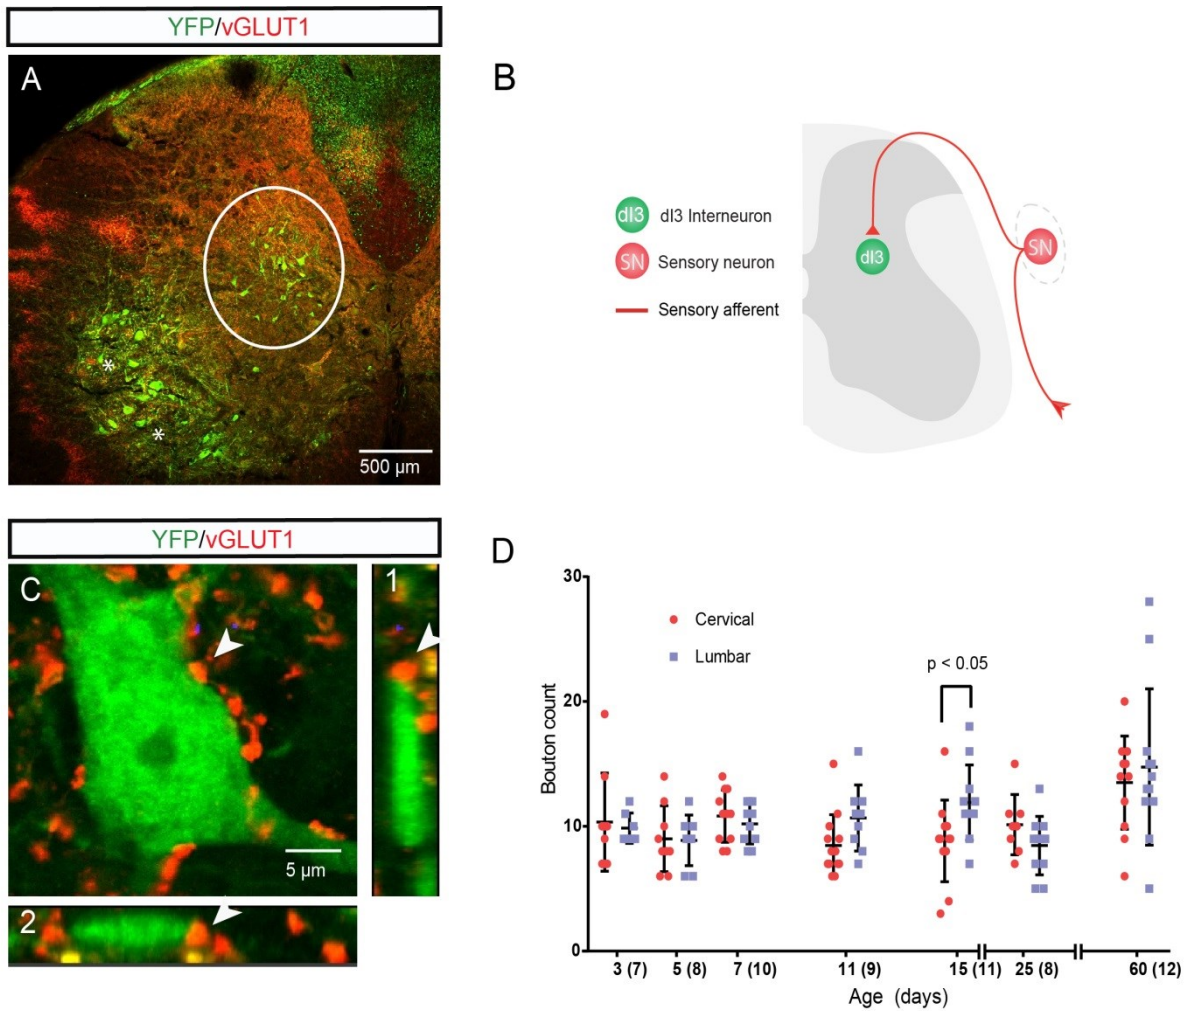 YFP/vGLUT1
A
*
*
500 µm
B
dI3 dI3 Interneuron
SN Sensory neuron
Sensory afferent
dI3
SN
YFP/vGLUT1
C
5 µm
1
2
D
Bouton count
30
20
10
0
Cervical
Lumbar
p < 0.05
3 (7) 5 (8) 7 (10) 11 (9) 15 (11) 25 (8) 60 (12)
Age (days)